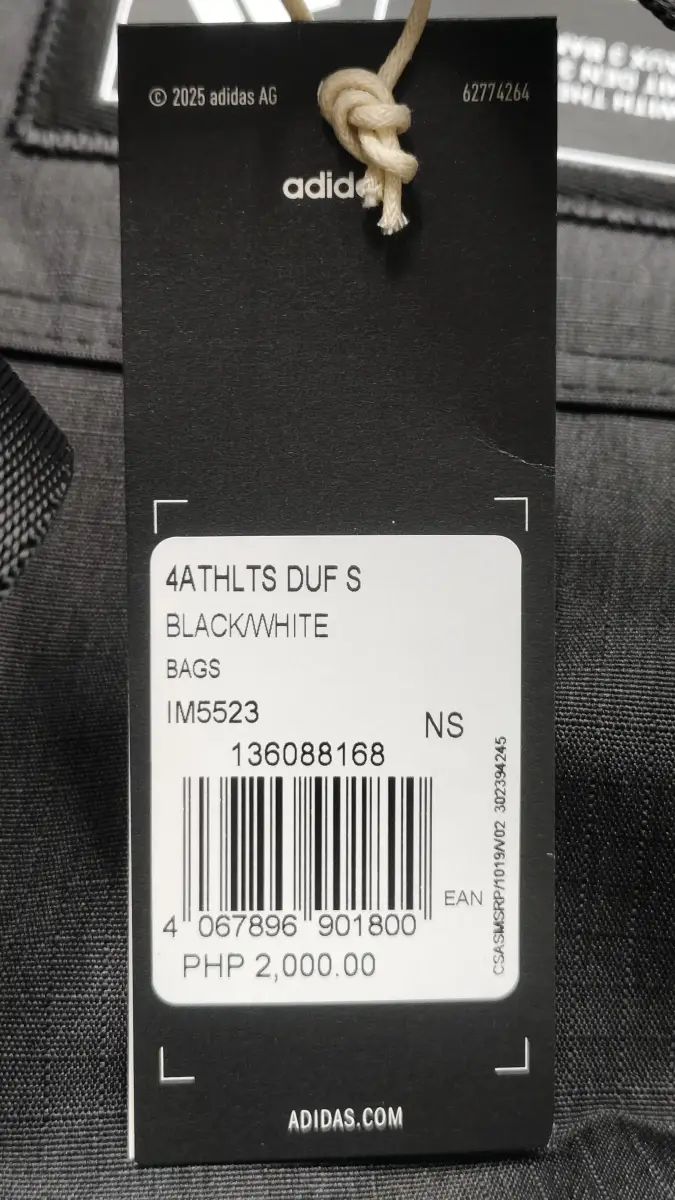 © 2025 adidas AG
62774264
4ATHLTS DUF S
BLACK/WHITE
BAGS
IM5523
NS
136088168
4 067896 901800
EAN
PHP 2,000.00
CSASMSRP/1019/V02 302394245
ADIDAS.COM